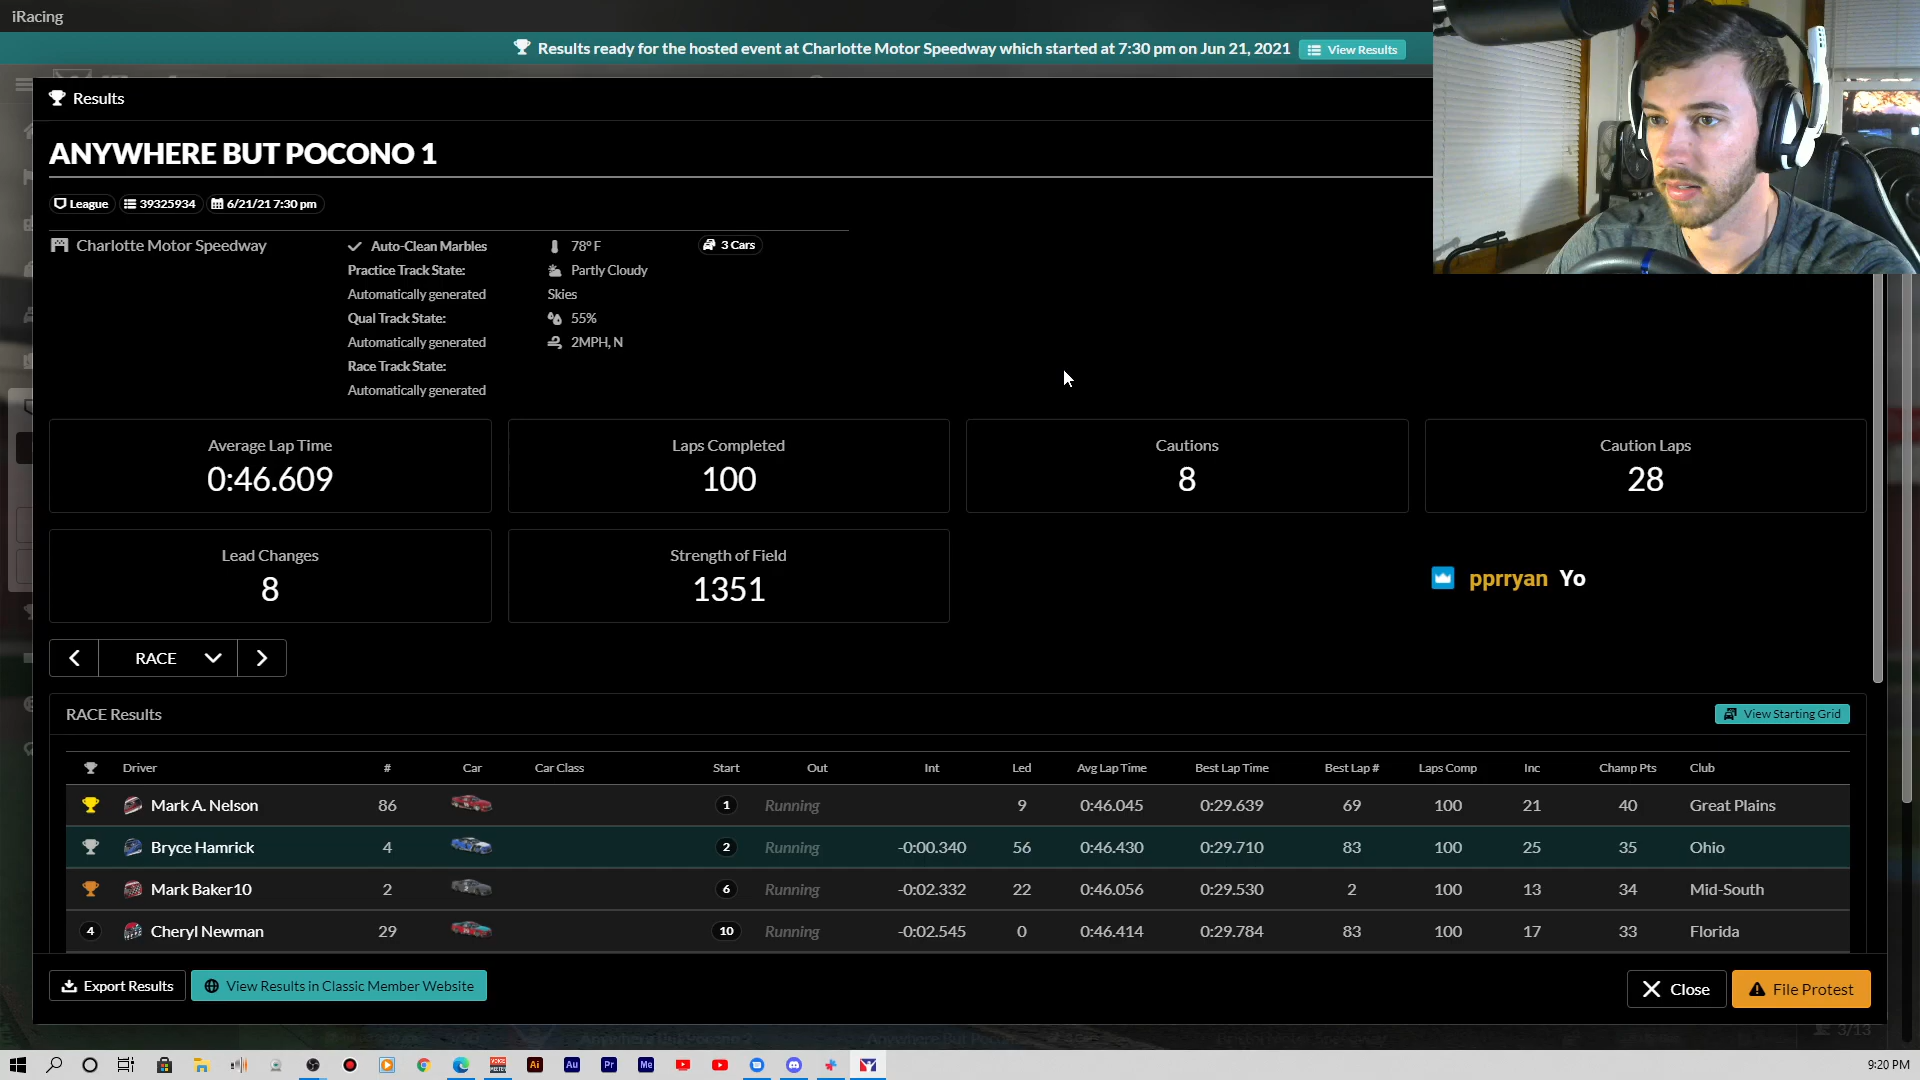 iRacing
Results ready for the hosted event at Charlotte Motor Speedway which started at 7:30 pm on Jun 21, 2021 View Results
Results
ANYWHERE BUT POCONO 1
League 39325934 6/21/21 7:30 pm
Charlotte Motor Speedway
Auto-Clean Marbles
Practice Track State:
Automatically generated
Qual Track State:
Automatically generated
Race Track State:
Automatically generated
78° F
Partly Cloudy
Skies
55%
2MPH, N
3 Cars
Average Lap Time
0:46.609
Laps Completed
100
Cautions
8
Caution Laps
28
Lead Changes
8
Strength of Field
1351
pprryan Yo
RACE
RACE Results View Starting Grid
Driver # Car Car Class Start Out Int Led Avg Lap Time Best Lap Time Best Lap # Laps Comp Inc Champ Pts Club
Mark A. Nelson 86 1 Running 9 0:46.045 0:29.639 69 100 21 40 Great Plains
Bryce Hamrick 4 2 Running -0:00.340 56 0:46.430 0:29.710 83 100 25 35 Ohio
Mark Baker10 2 6 Running -0:02.332 22 0:46.056 0:29.530 2 100 13 34 Mid-South
4 Cheryl Newman 29 10 Running -0:02.545 0 0:46.414 0:29.784 83 100 17 33 Florida
Export Results View Results in Classic Member Website Close File Protest
3/13
Ai Au Pr Me
9:20 PM